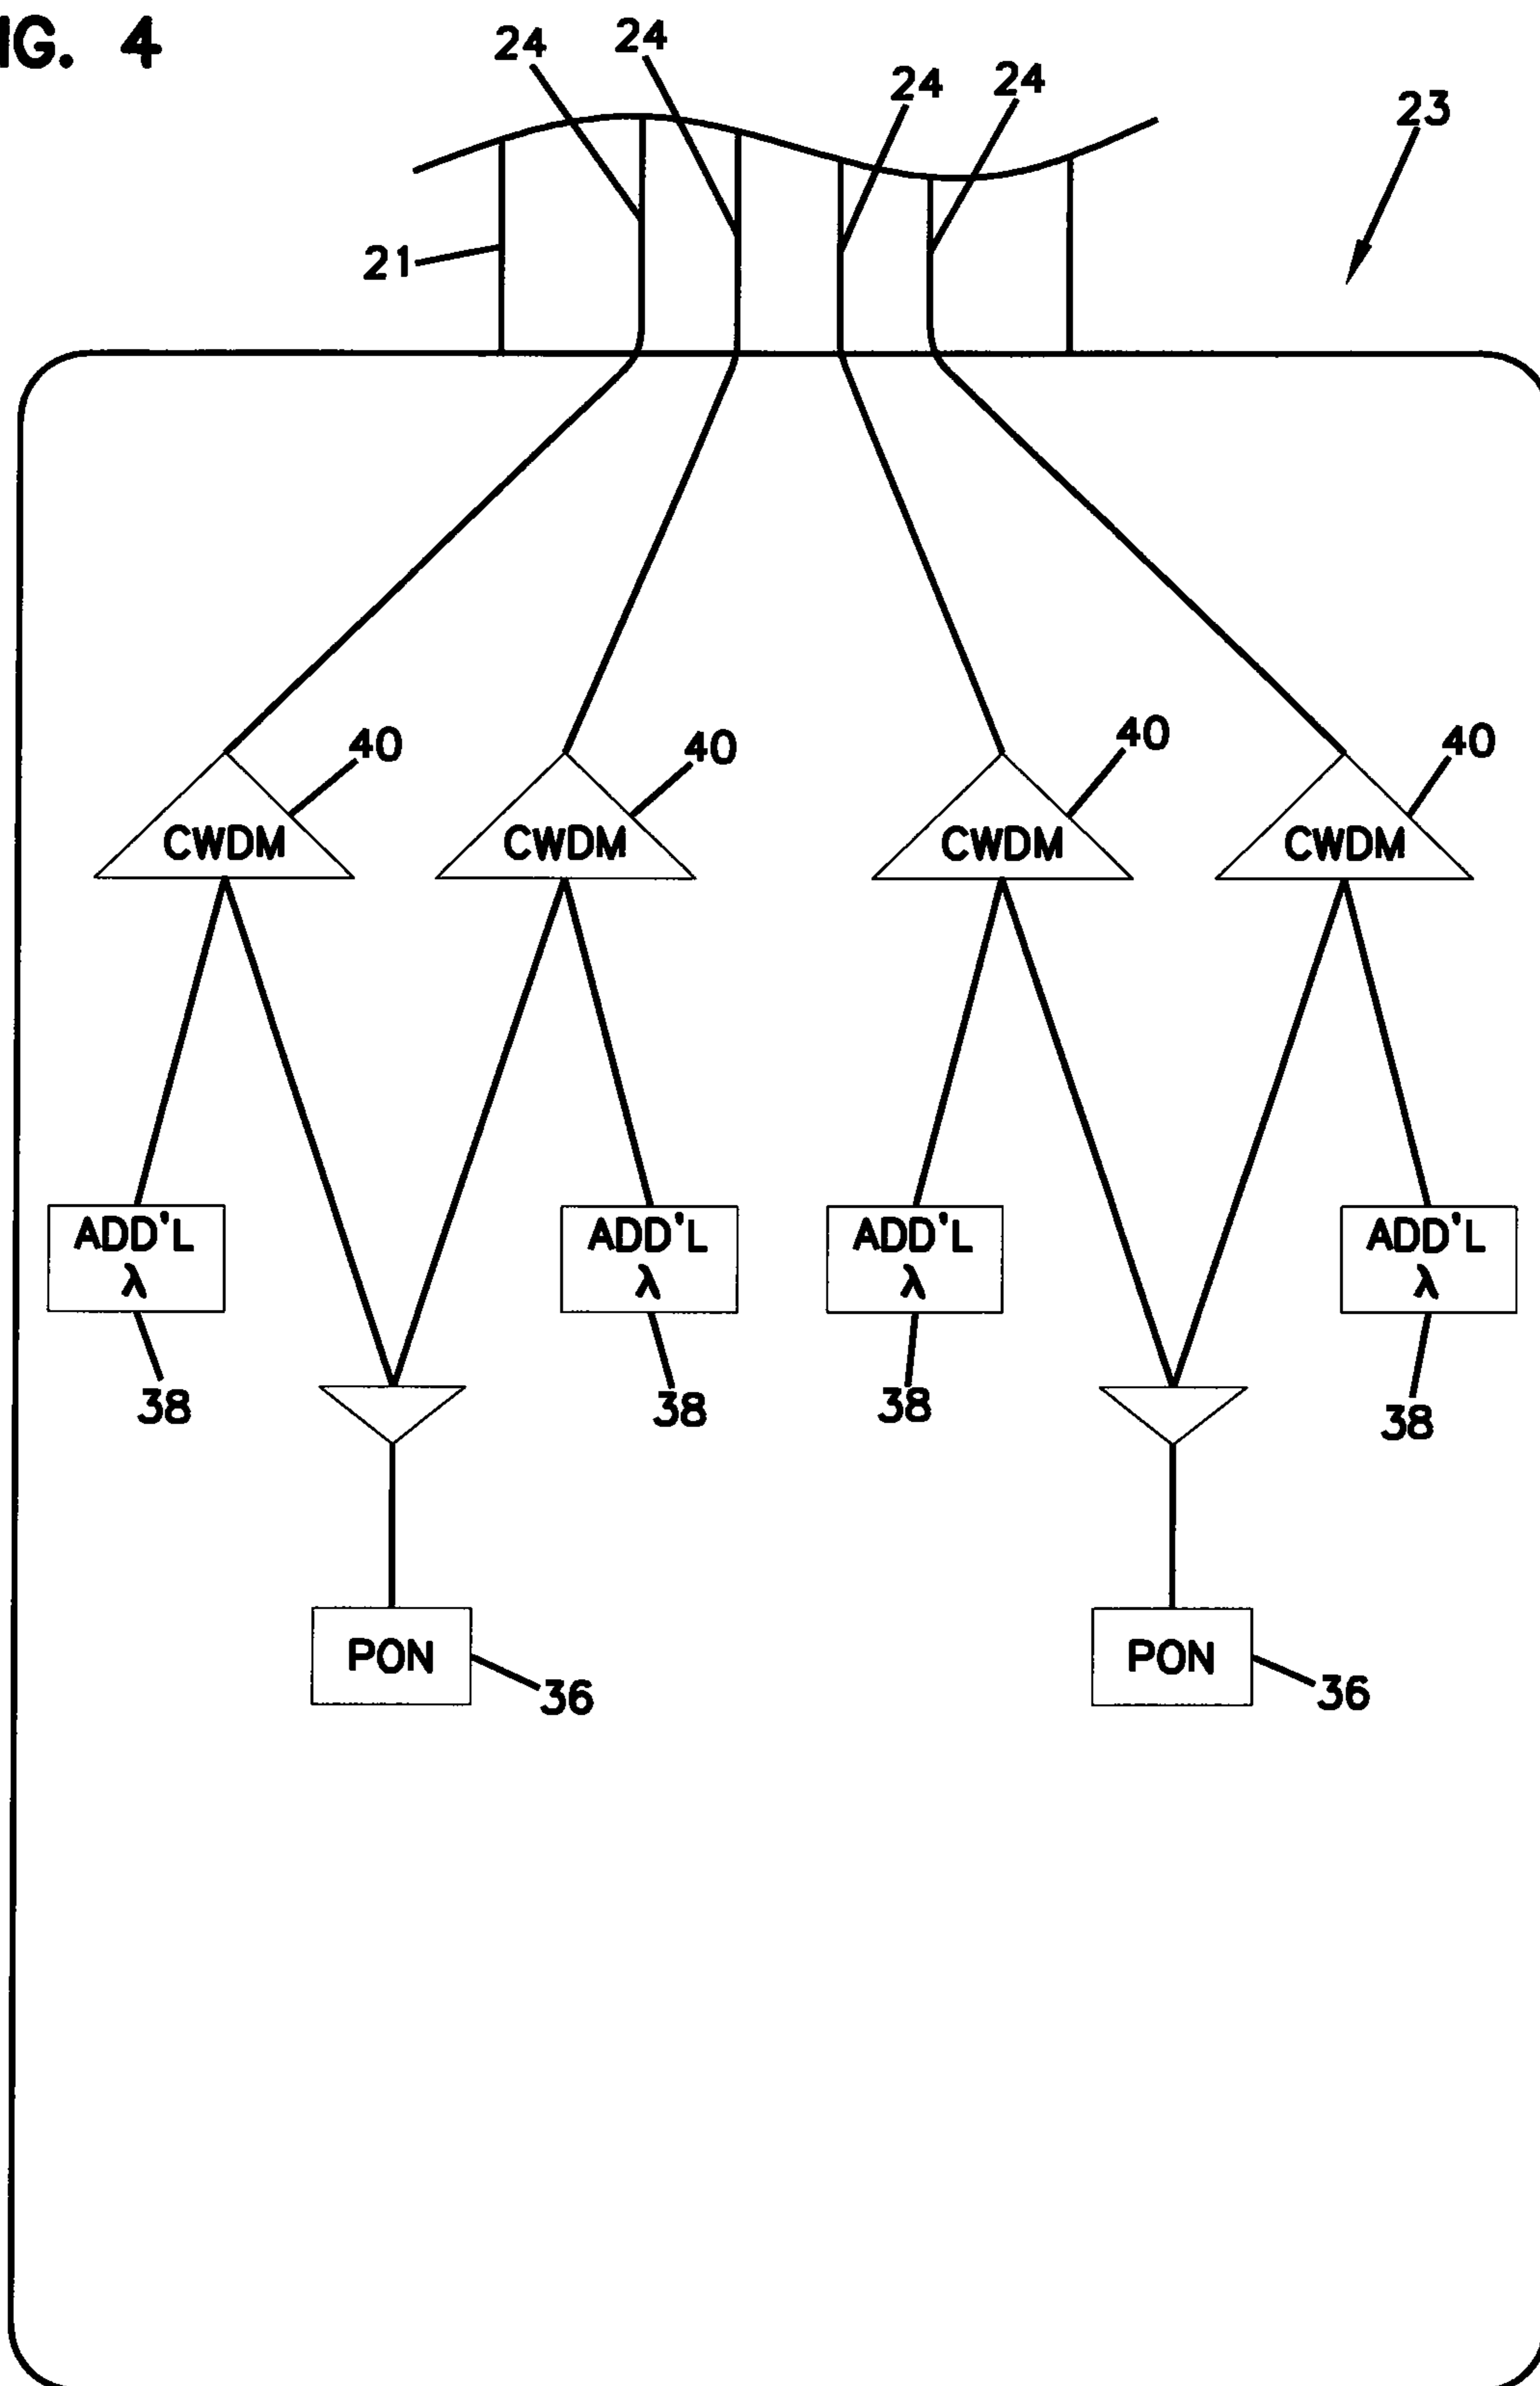 IG. 4
24 24 24 24 23
21
40 40 40 40
CWDM CWDM CWDM CWDM
ADD'L ADD'L ADD'L ADD'L
λ λ λ λ
38 38 38 38
PON PON
36 36